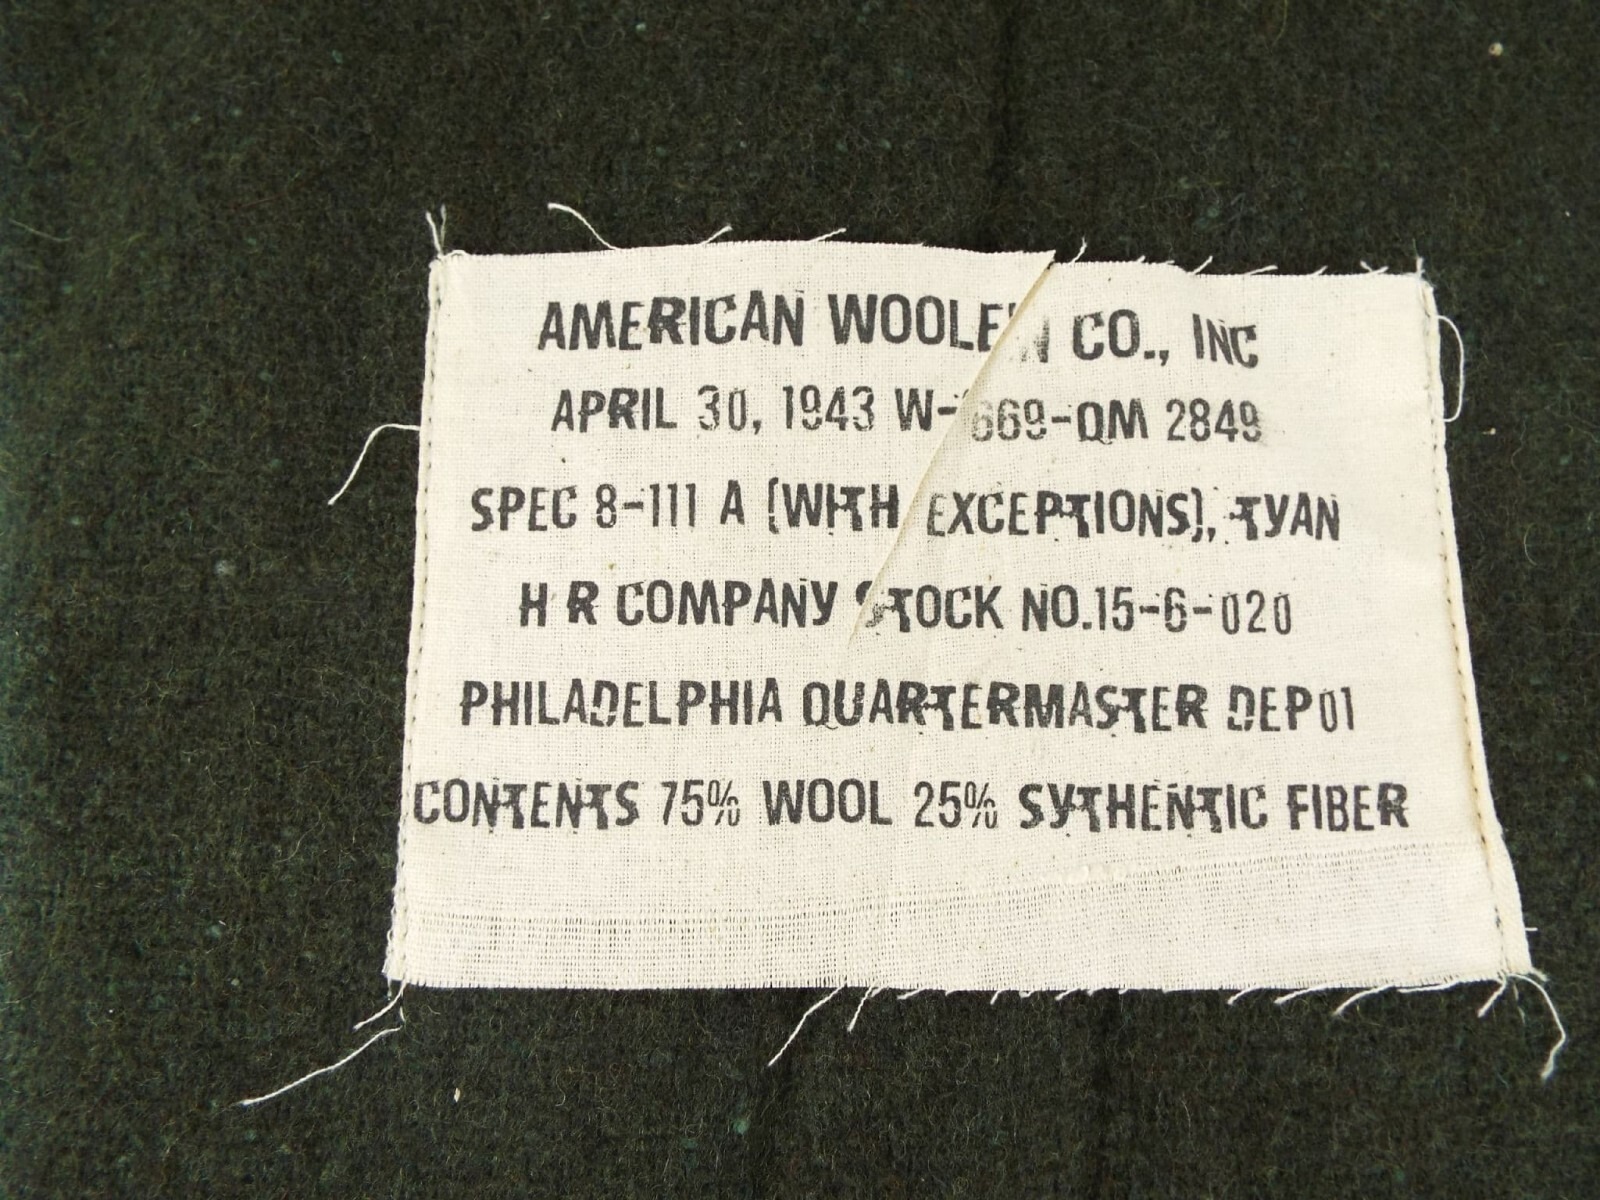 AMERICAN WOOLEN CO., INC
APRIL 30, 1943 W-669-QM 2849
SPEC 8-111 A (WITH EXCEPTIONS), TYAN
H R COMPANY STOCK NO.15-6-020
PHILADELPHIA QUARTERMASTER DEPOT
CONTENTS 75% WOOL 25% SYTHENTIC FIBER